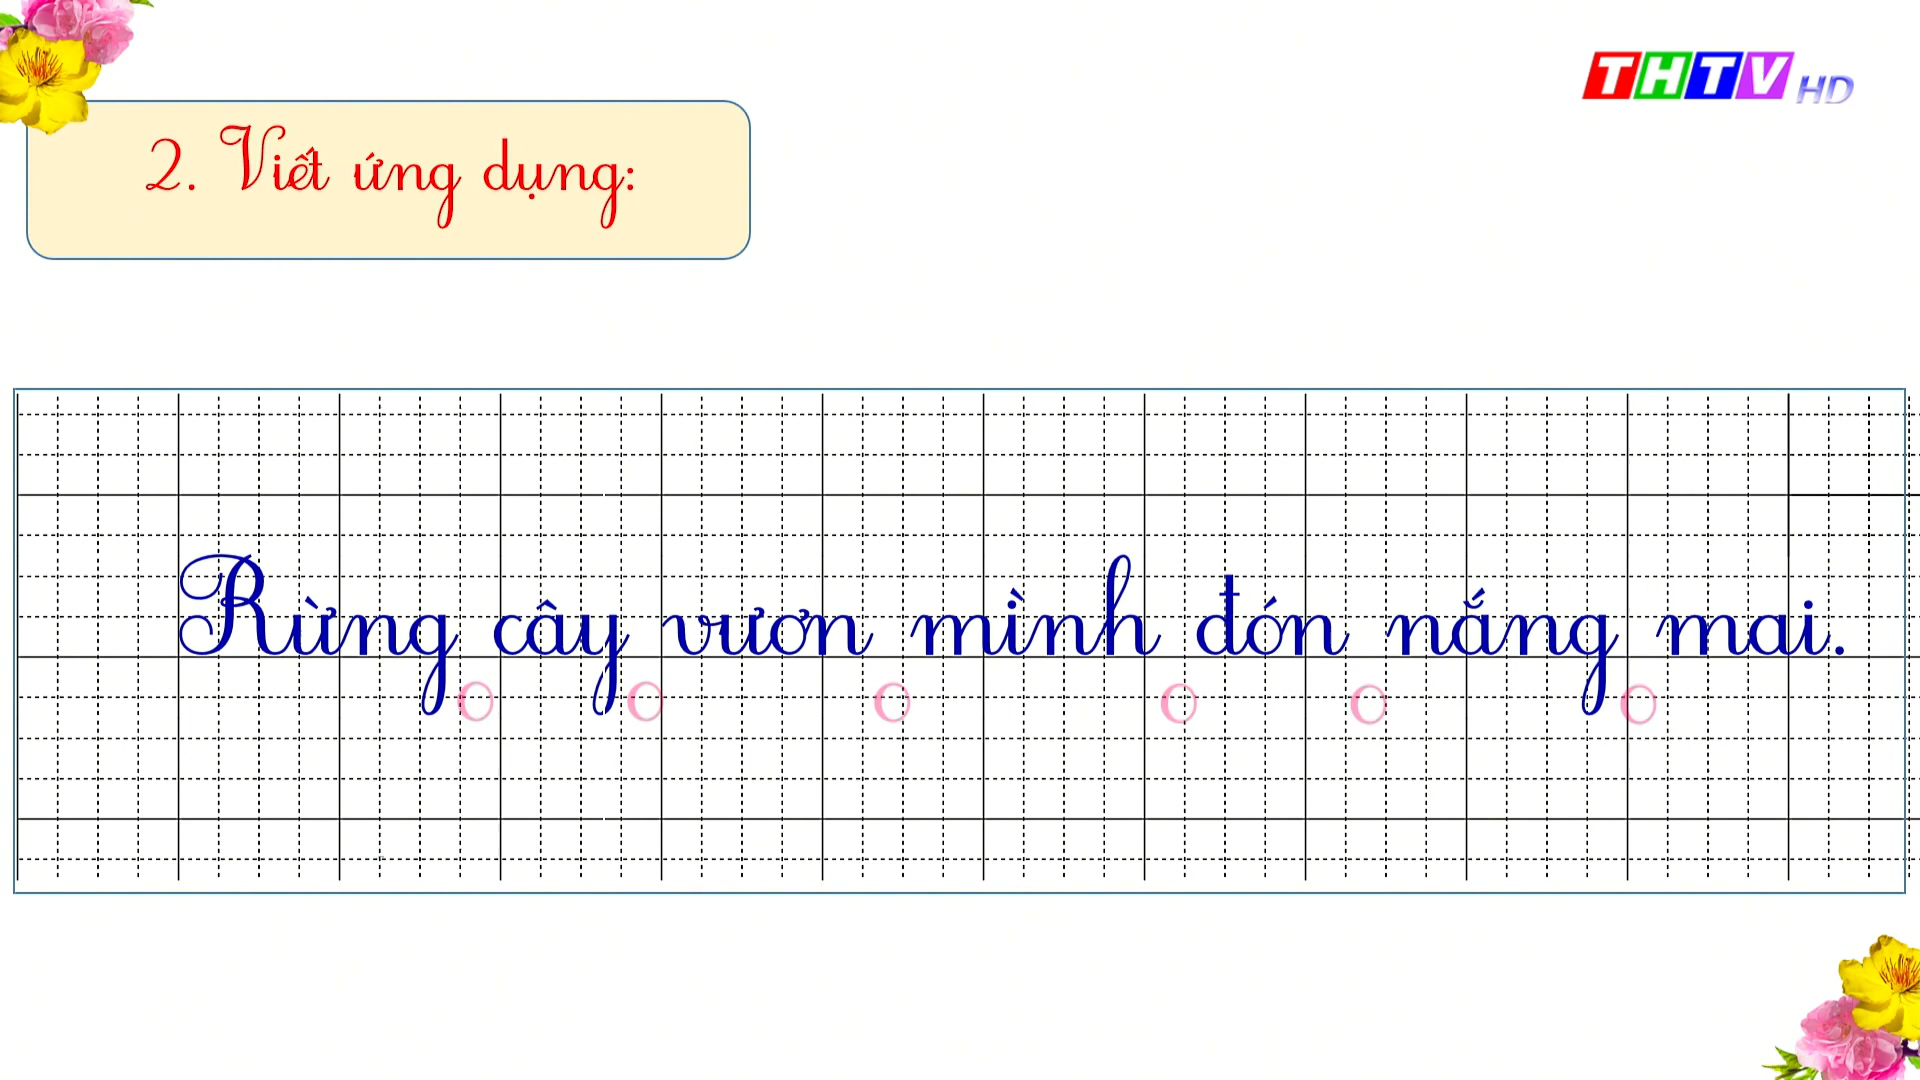 THTV HD
2. Viết ứng dụng:
Rừng cây vươn mình đón nắng mai.
o o o o o o